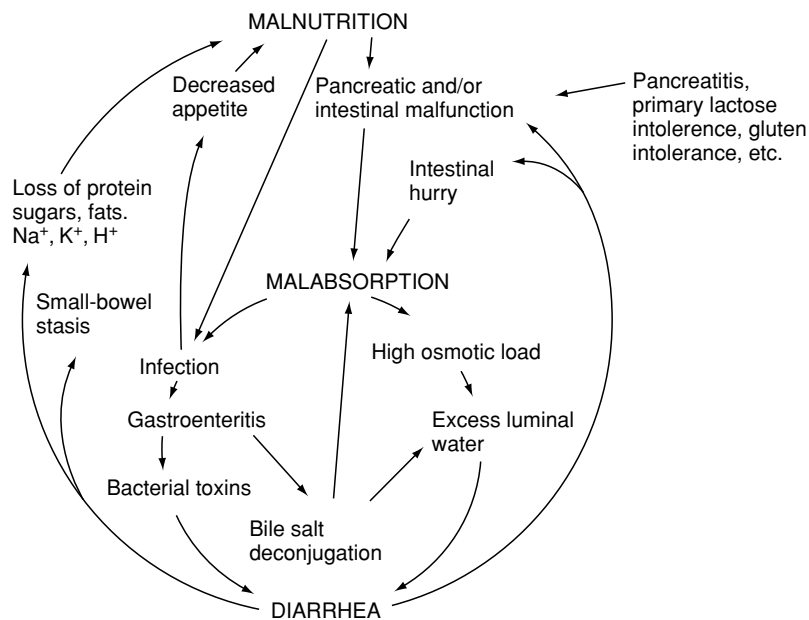 MALNUTRITION
Decreased
appetite
Pancreatic and/or
intestinal malfunction
Pancreatitis,
primary lactose
intolerence, gluten
intolerance, etc.
Intestinal
hurry
Loss of protein
sugars, fats.
Na⁺, K⁺, H⁺
MALABSORPTION
Small-bowel
stasis
High osmotic load
Infection
Gastroenteritis
Excess luminal
water
Bacterial toxins
Bile salt
deconjugation
DIARRHEA